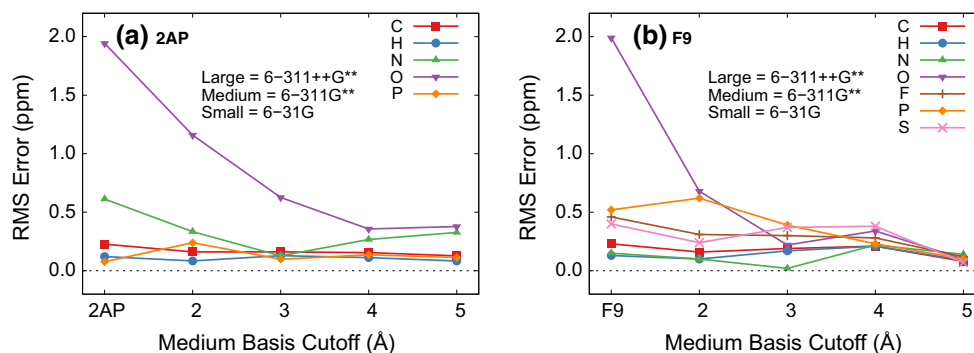 (a) 2AP
C
H
N
O
P
Large = 6−311++G**
Medium = 6−311G**
Small = 6−31G
RMS Error (ppm)
2.0
1.5
1.0
0.5
0.0
2AP 2 3 4 5
Medium Basis Cutoff (Å)
(b) F9
C
H
N
O
F
P
S
Large = 6−311++G**
Medium = 6−311G**
Small = 6−31G
RMS Error (ppm)
2.0
1.5
1.0
0.5
0.0
F9 2 3 4 5
Medium Basis Cutoff (Å)